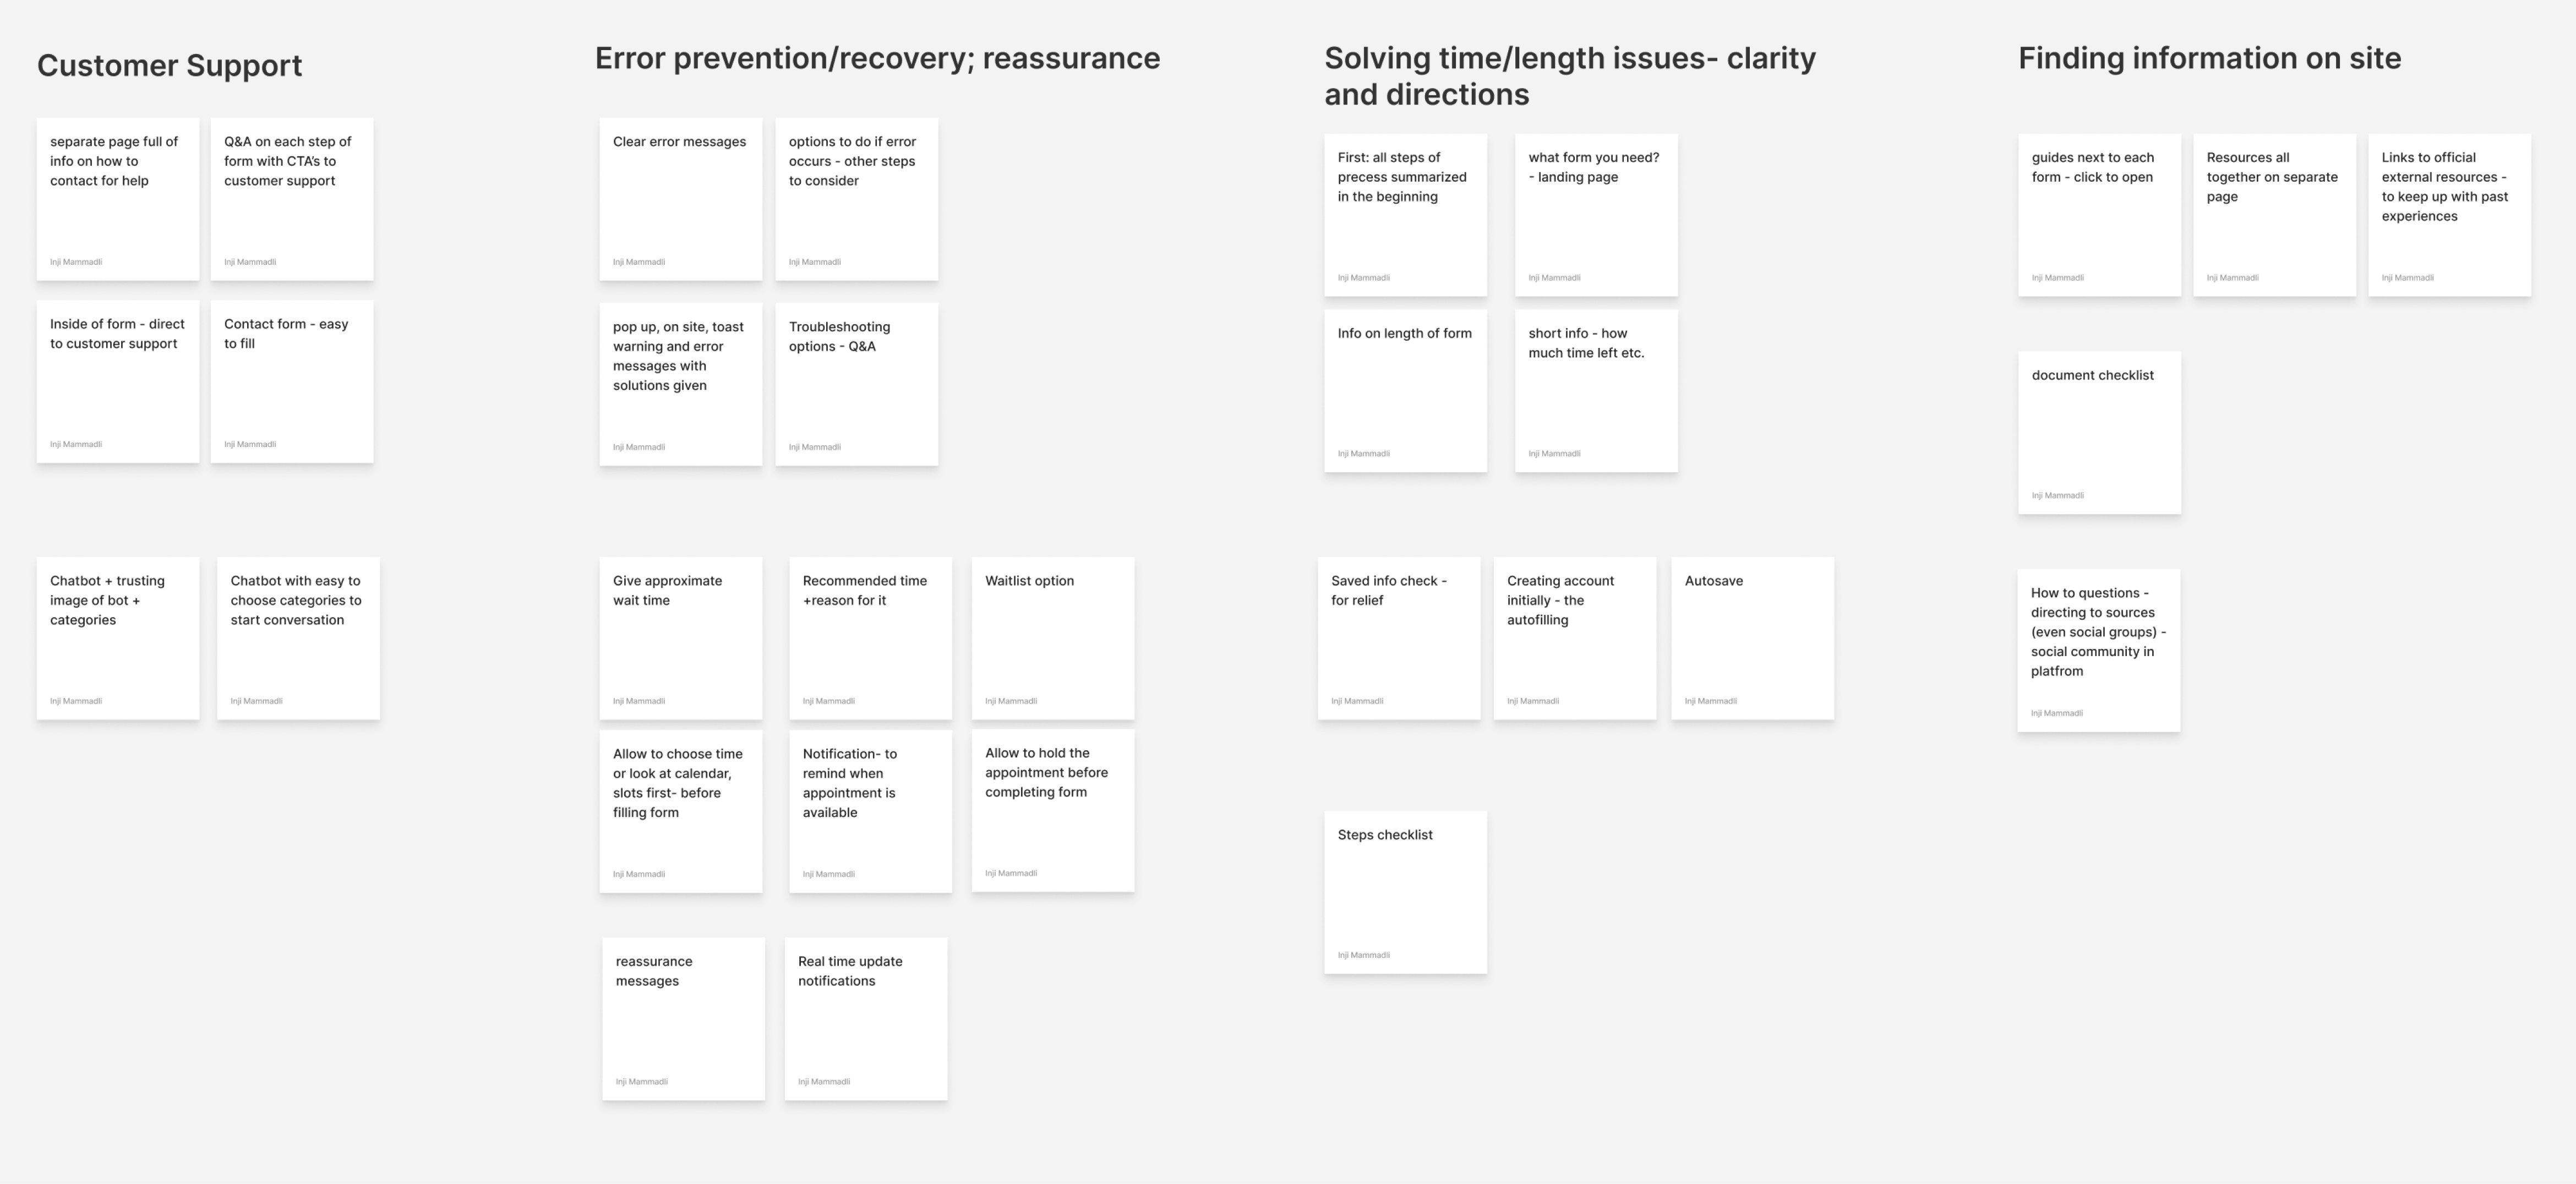 Customer Support
separate page full of
info on how to
contact for help
Inji Mammadli
Q&A on each step of
form with CTA's to
customer support
Inji Mammadli
Inside of form - direct
to customer support
Inji Mammadli
Contact form - easy
to fill
Inji Mammadli
Chatbot + trusting
image of bot +
categories
Inji Mammadli
Chatbot with easy to
choose categories to
start conversation
Inji Mammadli
Error prevention/recovery; reassurance
Clear error messages
Inji Mammadli
options to do if error
occurs - other steps
to consider
Inji Mammadli
pop up, on site, toast
warning and error
messages with
solutions given
Inji Mammadli
Troubleshooting
options - Q&A
Inji Mammadli
Give approximate
wait time
Inji Mammadli
Recommended time
+reason for it
Inji Mammadli
Waitlist option
Inji Mammadli
Allow to choose time
or look at calendar,
slots first- before
filling form
Inji Mammadli
Notification- to
remind when
appointment is
available
Inji Mammadli
Allow to hold the
appointment before
completing form
Inji Mammadli
reassurance
messages
Inji Mammadli
Real time update
notifications
Inji Mammadli
Solving time/length issues- clarity
and directions
First: all steps of
precess summarized
in the beginning
Inji Mammadli
what form you need?
- landing page
Inji Mammadli
Info on length of form
Inji Mammadli
short info - how
much time left etc.
Inji Mammadli
Saved info check -
for relief
Inji Mammadli
Creating account
initially - the
autofilling
Inji Mammadli
Autosave
Inji Mammadli
Steps checklist
Inji Mammadli
Finding information on site
guides next to each
form - click to open
Inji Mammadli
Resources all
together on separate
page
Inji Mammadli
Links to official
external resources -
to keep up with past
experiences
Inji Mammadli
document checklist
Inji Mammadli
How to questions -
directing to sources
(even social groups) -
social community in
platfrom
Inji Mammadli